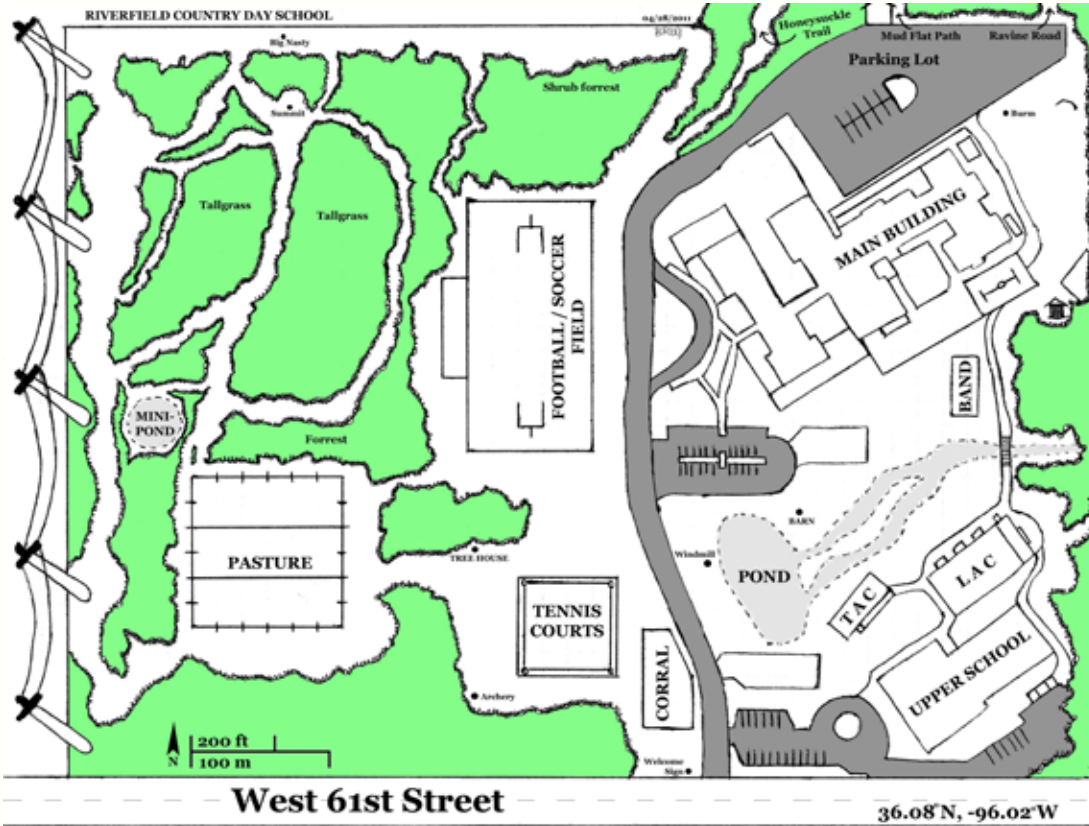 RIVERFIELD COUNTRY DAY SCHOOL
04/28/2011
Honeysuckle
Trail
Mud Flat Path
Ravine Road
Big Nasty
Parking Lot
Summit
Shrub forrest
Burm
Tallgrass
Tallgrass
MAIN BUILDING
FOOTBALL / SOCCER
FIELD
BAND
MINI-
POND
Forrest
BARN
PASTURE
TREE HOUSE
Windmill
POND
LAC
TAC
TENNIS
COURTS
UPPER SCHOOL
CORRAL
Archery
200 ft
N
100 m
Welcome
Sign
West 61st Street
36.08°N, -96.02°W